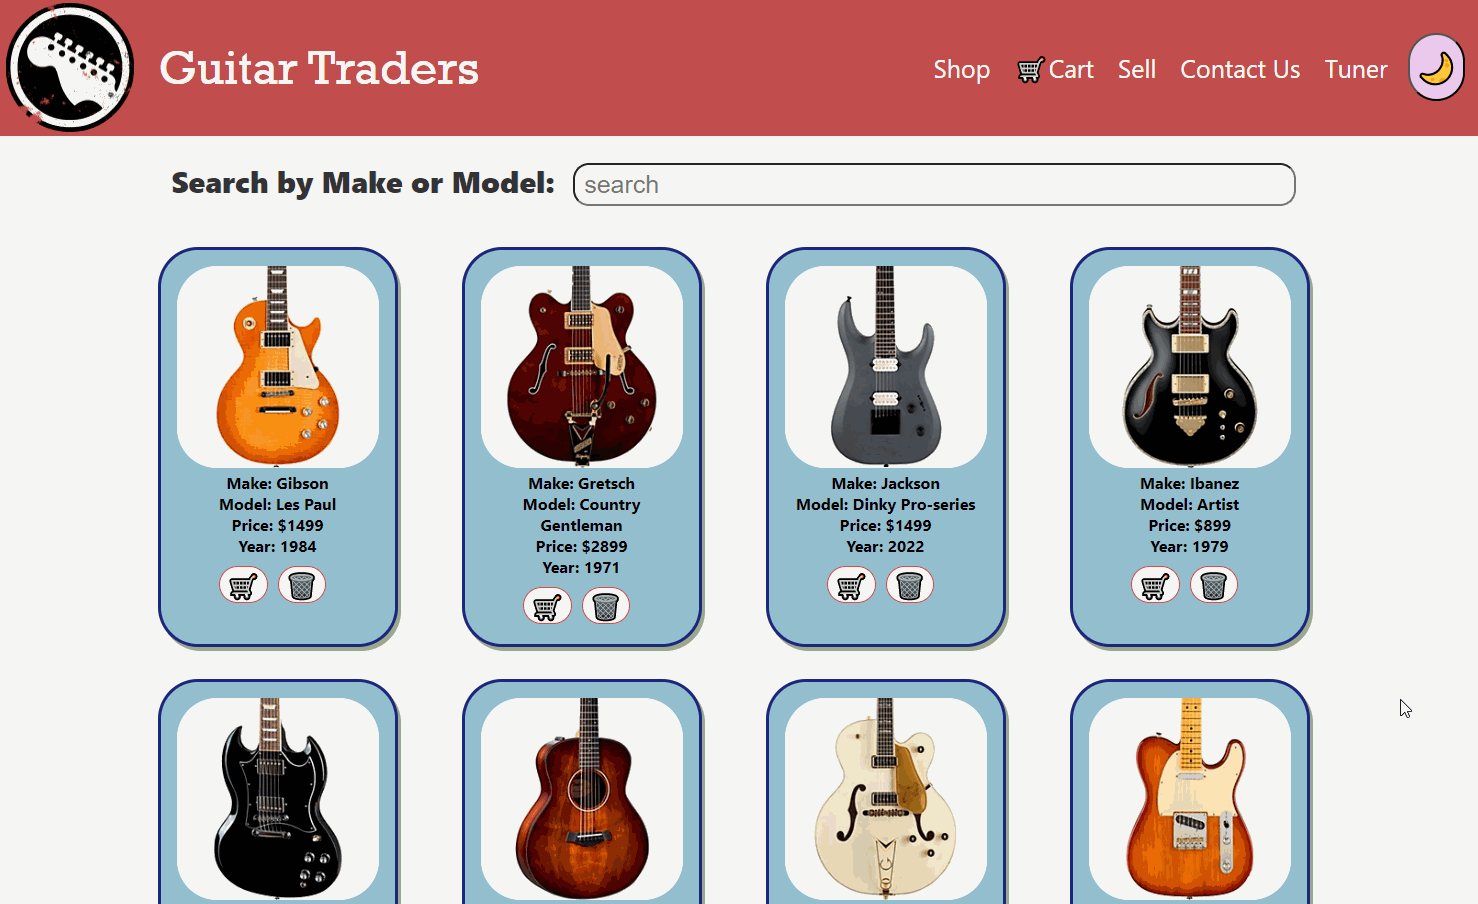 Guitar Traders
Shop
Cart
Sell
Contact Us
Tuner
Search by Make or Model:
search
Make: Gibson
Model: Les Paul
Price: $1499
Year: 1984
Make: Gretsch
Model: Country
Gentleman
Price: $2899
Year: 1971
Make: Jackson
Model: Dinky Pro-series
Price: $1499
Year: 2022
Make: Ibanez
Model: Artist
Price: $899
Year: 1979